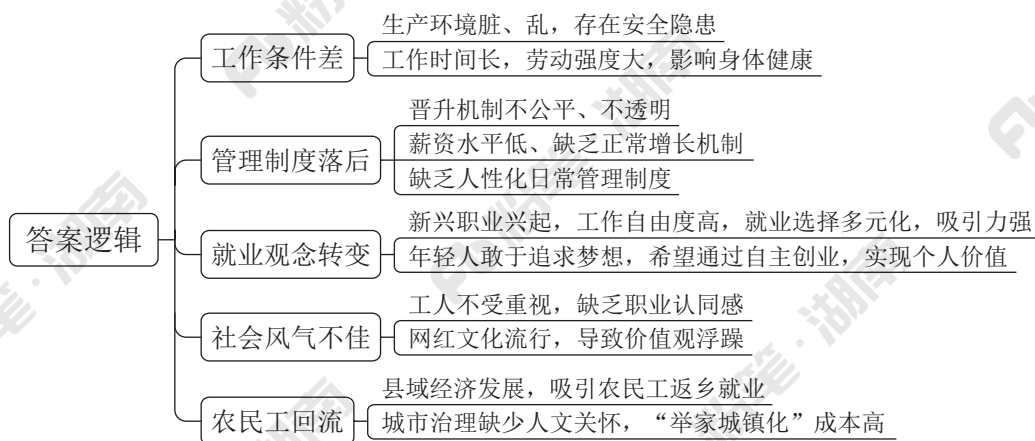 答案逻辑
工作条件差
生产环境脏、乱，存在安全隐患
工作时间长，劳动强度大，影响身体健康
管理制度落后
晋升机制不公平、不透明
薪资水平低、缺乏正常增长机制
缺乏人性化日常管理制度
就业观念转变
新兴职业兴起，工作自由度高，就业选择多元化，吸引力强
年轻人敢于追求梦想，希望通过自主创业，实现个人价值
社会风气不佳
工人不受重视，缺乏职业认同感
网红文化流行，导致价值观浮躁
农民工回流
县域经济发展，吸引农民工返乡就业
城市治理缺少人文关怀，“举家城镇化”成本高
粉笔·湖南